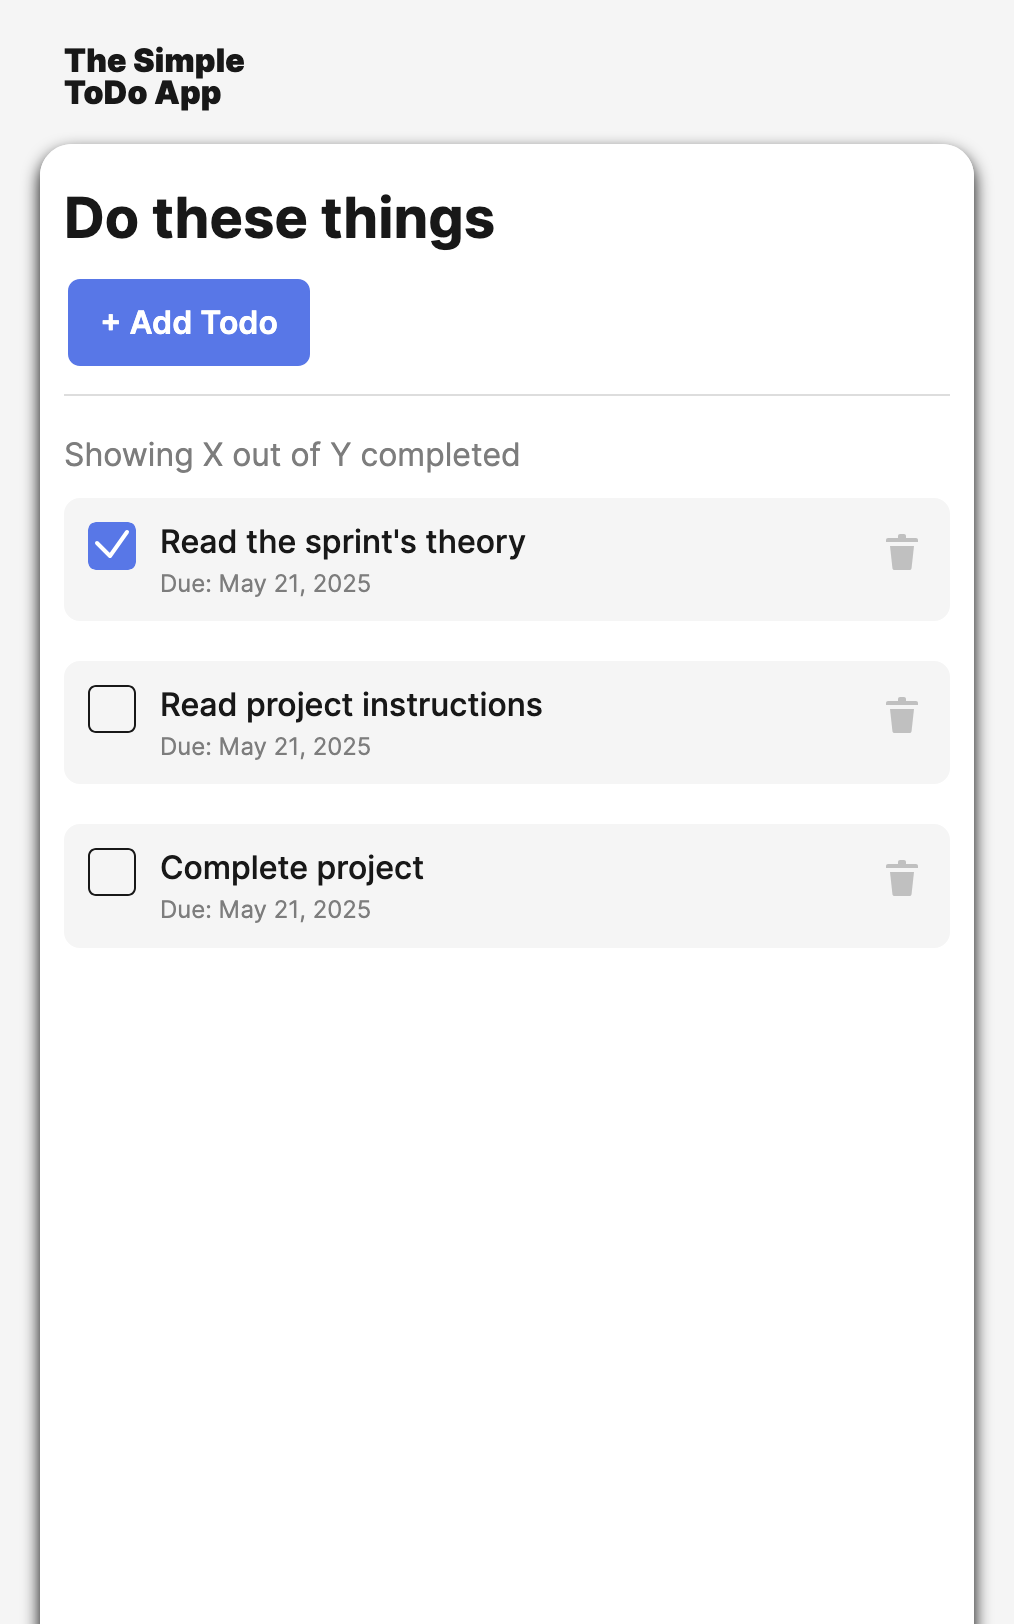 The Simple
ToDo App
Do these things
+ Add Todo
Showing X out of Y completed
Read the sprint's theory
Due: May 21, 2025
Read project instructions
Due: May 21, 2025
Complete project
Due: May 21, 2025